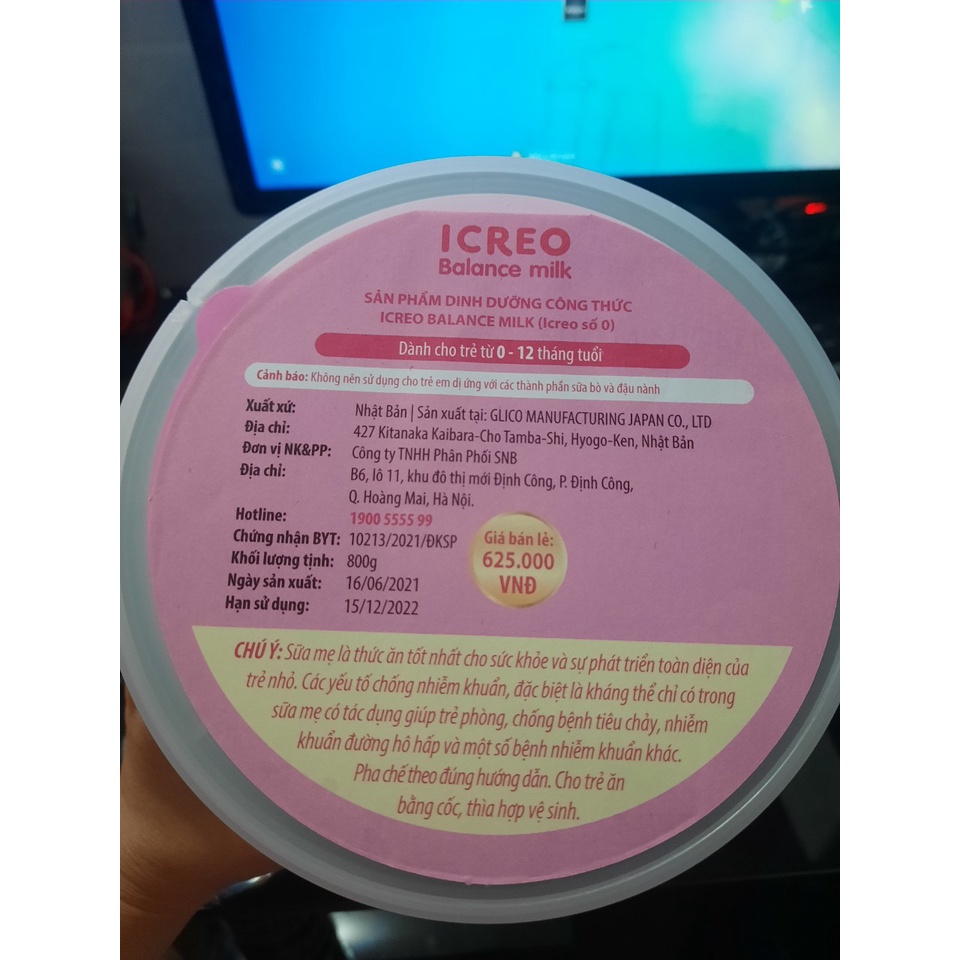 ICREO
Balance milk
SẢN PHẨM DINH DƯỠNG CÔNG THỨC
ICREO BALANCE MILK (Icreo số 0)
Dành cho trẻ từ 0 - 12 tháng tuổi
Cảnh báo: Không nên sử dụng cho trẻ em dị ứng với các thành phần sữa bò và đậu nành
Xuất xứ: Nhật Bản | Sản xuất tại: GLICO MANUFACTURING JAPAN CO., LTD
Địa chỉ: 427 Kitanaka Kaibara-Cho Tamba-Shi, Hyogo-Ken, Nhật Bản
Đơn vị NK&PP: Công ty TNHH Phân Phối SNB
Địa chỉ: B6, lô 11, khu đô thị mới Định Công, P. Định Công,
Q. Hoàng Mai, Hà Nội.
Hotline: 1900 5555 99
Chứng nhận BYT: 10213/2021/ĐKSP
Khối lượng tịnh: 800g
Ngày sản xuất: 16/06/2021
Hạn sử dụng: 15/12/2022
Giá bán lẻ:
625.000
VNĐ
CHÚ Ý: Sữa mẹ là thức ăn tốt nhất cho sức khỏe và sự phát triển toàn diện của
trẻ nhỏ. Các yếu tố chống nhiễm khuẩn, đặc biệt là kháng thể chỉ có trong
sữa mẹ có tác dụng giúp trẻ phòng, chống bệnh tiêu chảy, nhiễm
khuẩn đường hô hấp và một số bệnh nhiễm khuẩn khác.
Pha chế theo đúng hướng dẫn. Cho trẻ ăn
bằng cốc, thìa hợp vệ sinh.